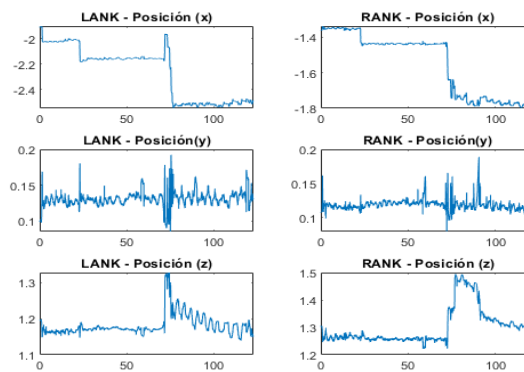 LANK - Posición (x)
-2
-2.2
-2.4
0 50 100
RANK - Posición (x)
-1.4
-1.6
-1.8
0 50 100
LANK - Posición(y)
0.2
0.15
0.1
0 50 100
RANK - Posición(y)
0.2
0.15
0.1
0 50 100
LANK - Posición (z)
1.3
1.2
1.1
0 50 100
RANK - Posición (z)
1.5
1.4
1.3
1.2
0 50 100